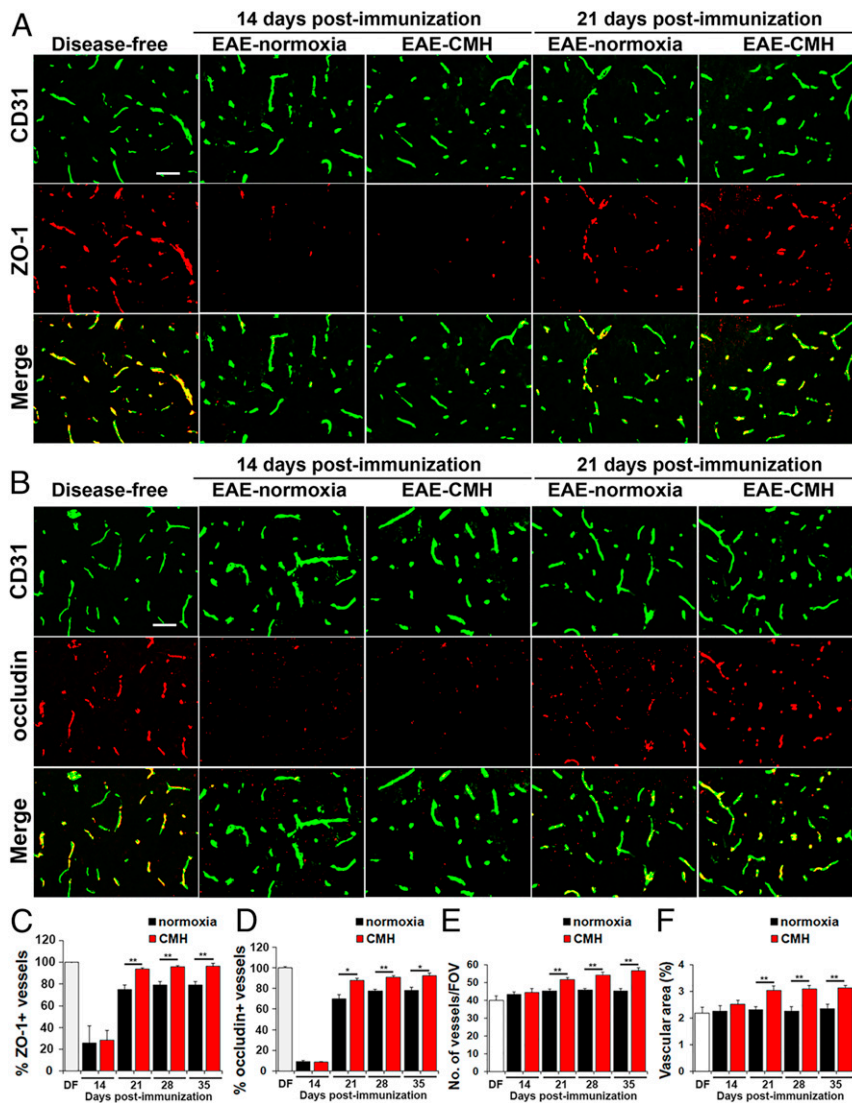 A
14 days post-immunization
21 days post-immunization
Disease-free
EAE-normoxia
EAE-CMH
EAE-normoxia
EAE-CMH
CD31
ZO-1
Merge
B
14 days post-immunization
21 days post-immunization
Disease-free
EAE-normoxia
EAE-CMH
EAE-normoxia
EAE-CMH
CD31
occludin
Merge
C
normoxia
CMH
% ZO-1+ vessels
120
100
80
60
40
20
0
** ** **
DF 14 21 28 35
Days post-immunization
D
normoxia
CMH
% occludin+ vessels
120
100
80
60
40
20
0
* ** *
DF 14 21 28 35
Days post-immunization
E
normoxia
CMH
No. of vessels/FOV
60
50
40
30
20
10
0
** ** **
DF 14 21 28 35
Days post-immunization
F
normoxia
CMH
Vascular area (%)
4
3
2
1
0
** ** **
DF 14 21 28 35
Days post-immunization